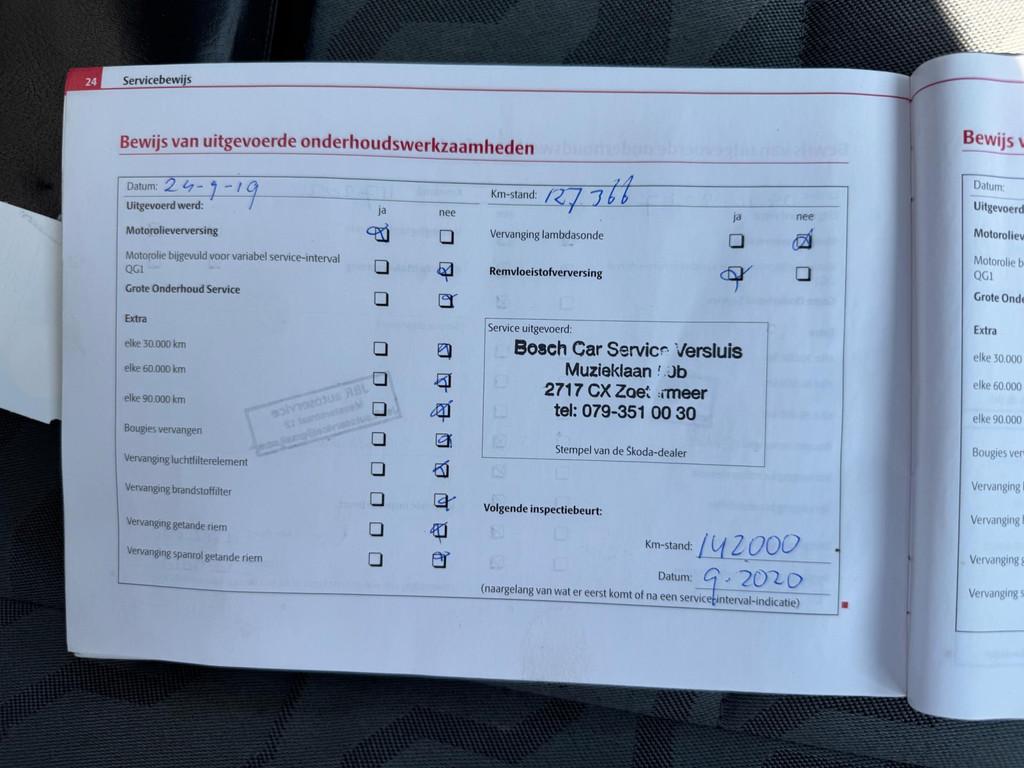 24 Servicebewijs
Bewijs van uitgevoerde onderhoudswerkzaamheden
Datum: 24-9-19
Km-stand: 127 366
Uitgevoerd werd:
ja nee
ja nee
Motorolieverversing
Vervanging lambdasonde
Motorolie bijgevuld voor variabel service-interval
QG1
Remvloeistofverversing
Grote Onderhoud Service
Extra
elke 30.000 km
elke 60.000 km
elke 90.000 km
Bougies vervangen
Vervanging luchtfilterelement
Vervanging brandstoffilter
Vervanging getande riem
Vervanging spanrol getande riem
JBR autoservice
Service uitgevoerd:
Bosch Car Service Versluis
Muzieklaan
2717 CX
tel: 079-351 00 30
Stempel van de Škoda-dealer
Volgende inspectiebeurt:
Km-stand: 142000
Datum: 9-2020
(naargelang van wat er eerst komt of na een service-interval-indicatie)
Bewijs
Datum:
Uitgevoerd
Motoroliev
Motorolie b
QG1
Grote Onde
Extra
elke 30.000
elke 60.000
elke 90.000
Bougies ver
Vervanging
Vervanging
Vervanging
Vervanging s